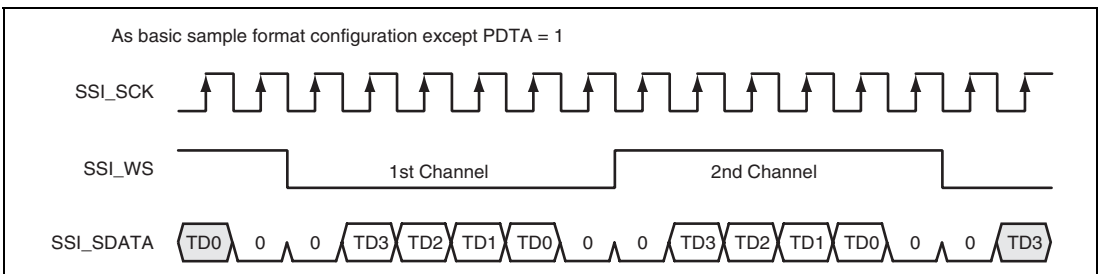 As basic sample format configuration except PDTA = 1
SSI_SCK
SSI_WS 1st Channel 2nd Channel
SSI_SDATA TD0 0 0 TD3 TD2 TD1 TD0 0 0 TD3 TD2 TD1 TD0 0 0 TD3